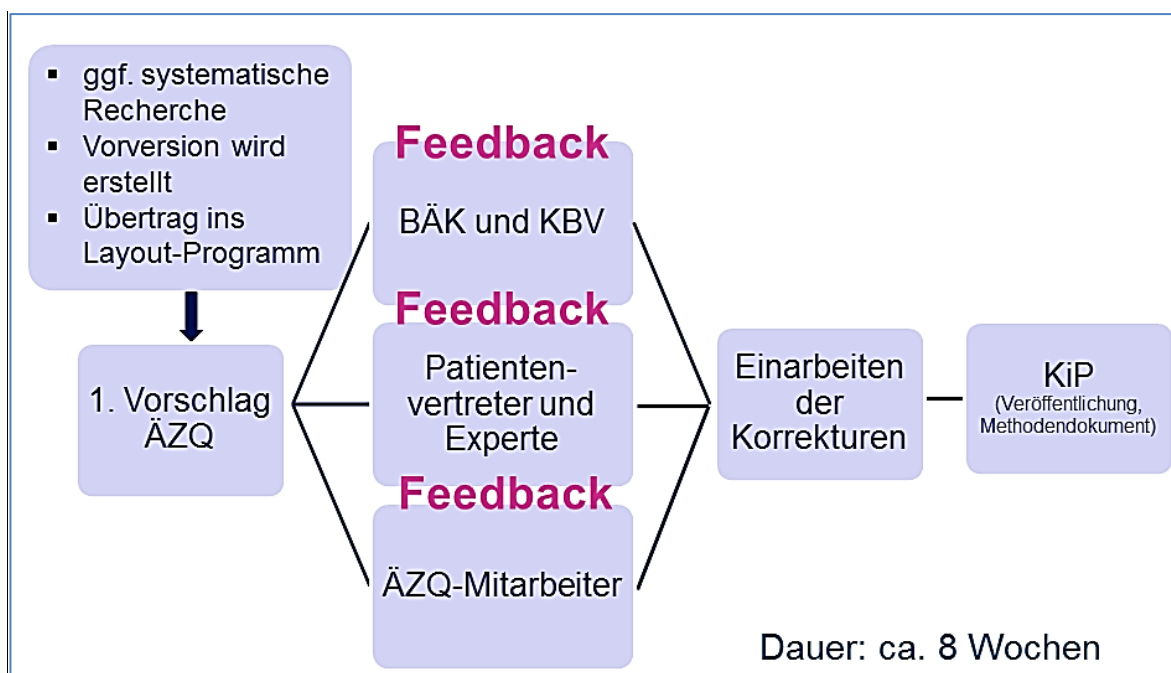 ▪ ggf. systematische
Recherche
▪ Vorversion wird
erstellt
▪ Übertrag ins
Layout-Programm
1. Vorschlag
ÄZQ
Feedback
BÄK und KBV
Feedback
Patienten-
vertreter und
Experte
Feedback
ÄZQ-Mitarbeiter
Einarbeiten
der
Korrekturen
KiP
(Veröffentlichung,
Methodendokument)
Dauer: ca. 8 Wochen